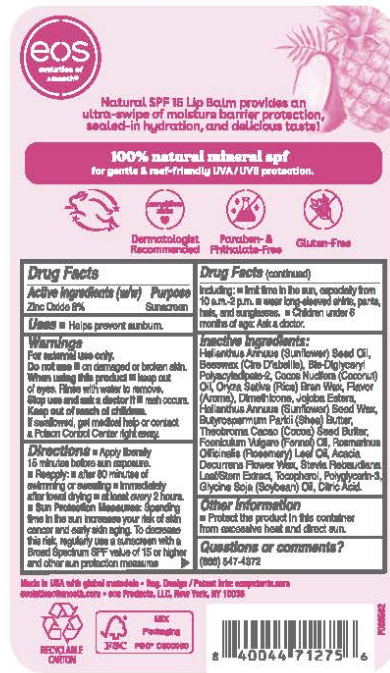 eos
evolution of
smooth®
Natural SPF 15 Lip Balm provides an
ultra-swipe of moisture barrier protection,
sealed-in hydration, and delicious taste!
100% natural mineral spf
for gentle & reef-friendly UVA/UVB protection.
sensitive
skin
Dermatologist
Recommended
Paraben- &
Phthalate-Free
Gluten-Free
Drug Facts
Active Ingredients (w/w) Purpose
Zinc Oxide 8% Sunscreen
Uses ▪ Helps prevent sunburn.
Warnings
For external use only.
Do not use ▪ on damaged or broken skin.
When using this product ▪ keep out
of eyes. Rinse with water to remove.
Stop use and ask a doctor if ▪ rash occurs.
Keep out of reach of children.
If swallowed, get medical help or contact
a Poison Control Center right away.
Directions ▪ Apply liberally
15 minutes before sun exposure.
▪ Reapply: ▪ after 80 minutes of
swimming or sweating ▪ immediately
after towel drying ▪ at least every 2 hours.
▪ Sun Protection Measures: Spending
time in the sun increases your risk of skin
cancer and early skin aging. To decrease
this risk, regularly use a sunscreen with a
Broad Spectrum SPF value of 15 or higher
and other sun protection measures
Drug Facts (continued)
including: ▪ limit time in the sun, especially from
10 a.m.-2 p.m. ▪ wear long-sleeved shirts, pants,
hats, and sunglasses. ▪ Children under 6
months of age: Ask a doctor.
Inactive Ingredients:
Helianthus Annuus (Sunflower) Seed Oil,
Beeswax (Cire D'abeille), Bis-Diglyceryl
Polyacyladipate-2, Cocos Nucifera (Coconut)
Oil, Oryza Sativa (Rice) Bran Wax, Flavor
(Aroma), Dimethicone, Jojoba Esters,
Helianthus Annuus (Sunflower) Seed Wax,
Butyrospermum Parkii (Shea) Butter,
Theobroma Cacao (Cocoa) Seed Butter,
Foeniculum Vulgare (Fennel) Oil, Rosmarinus
Officinalis (Rosemary) Leaf Oil, Acacia
Decurrens Flower Wax, Stevia Rebaudiana
Leaf/Stem Extract, Tocopherol, Polyglycerin-3,
Glycine Soja (Soybean) Oil, Citric Acid.
Other Information
▪ Protect the product in this container
from excessive heat and direct sun.
Questions or comments?
(888) 547-4372
Made in USA with global materials • Reg. Design / Patent info: eosproducts.com
evolutionofsmooth.com • eos Products, LLC, New York, NY 10036
RECYCLABLE
CARTON
FSC
MIX
Packaging
8 40044 71275 6